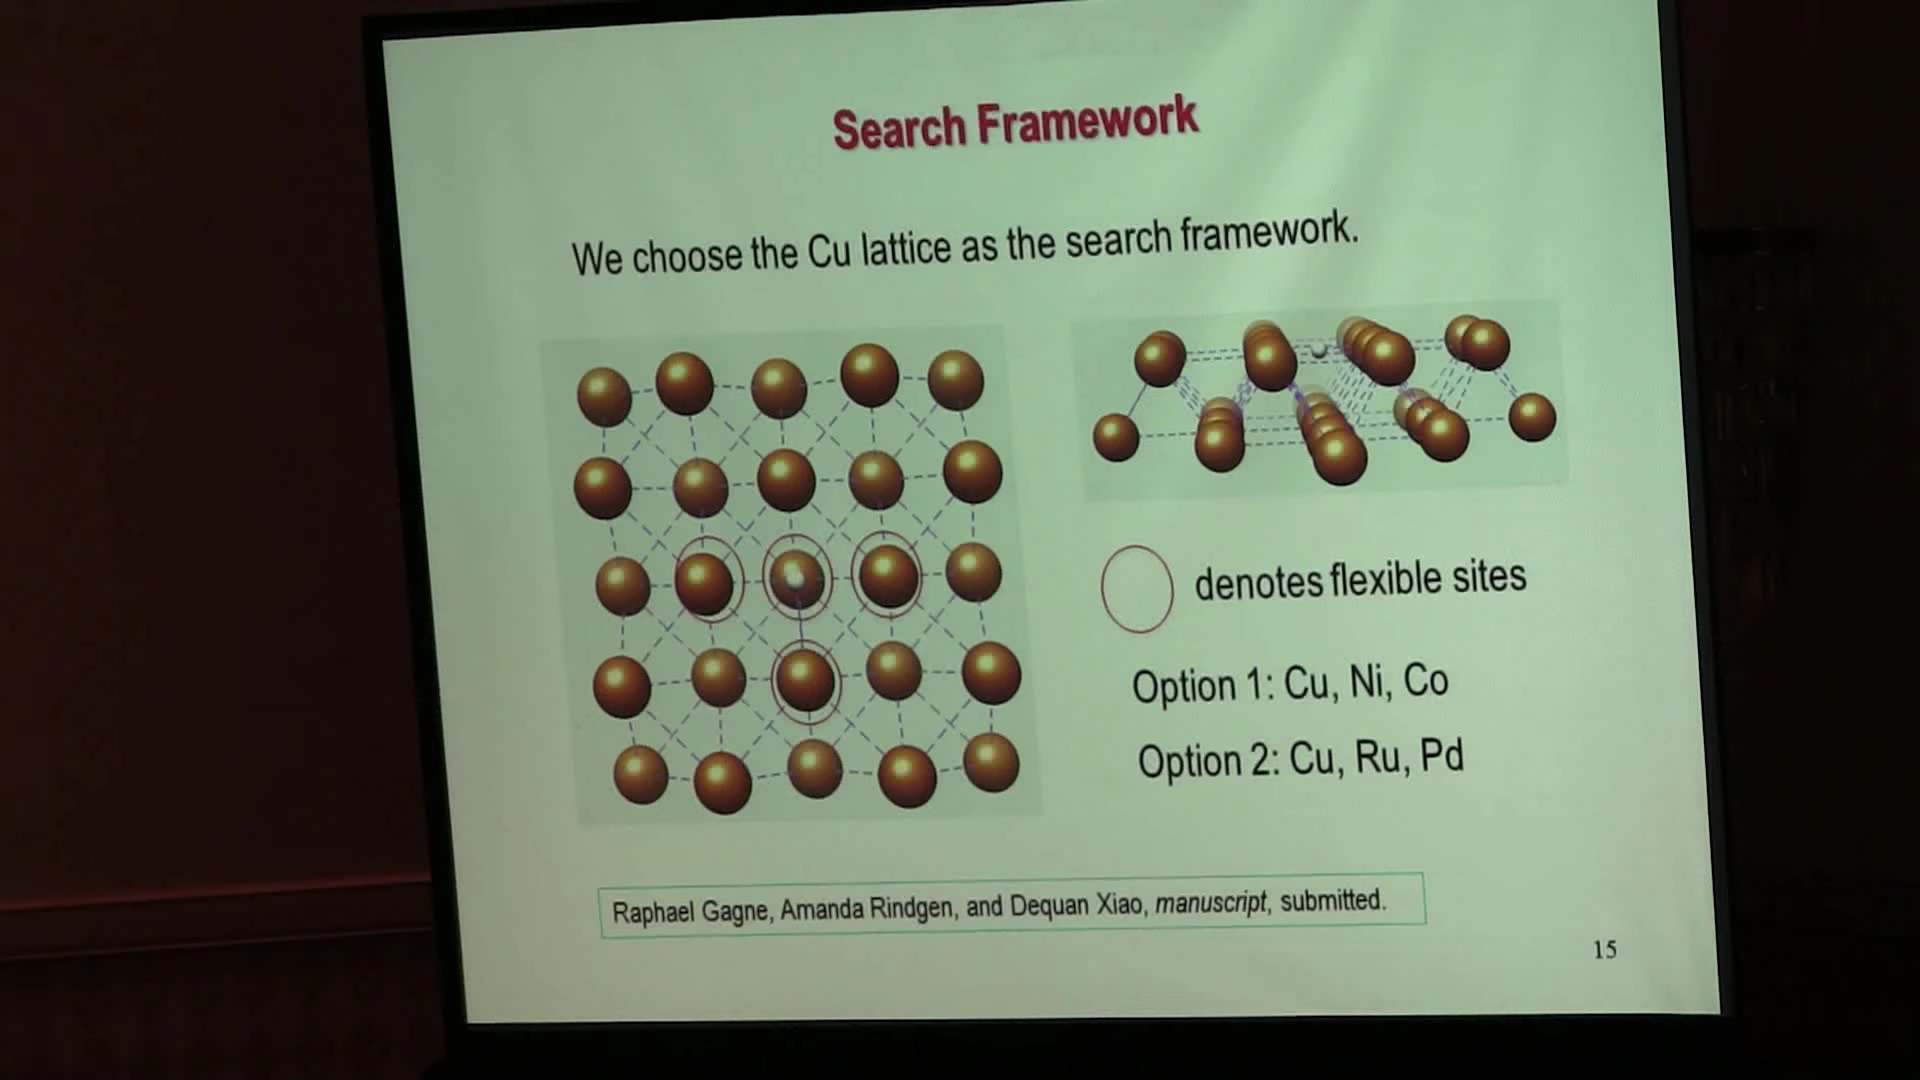 Search Framework
We choose the Cu lattice as the search framework.
denotes flexible sites
Option 1: Cu, Ni, Co
Option 2: Cu, Ru, Pd
Raphael Gagne, Amanda Rindgen, and Dequan Xiao, manuscript, submitted.
15